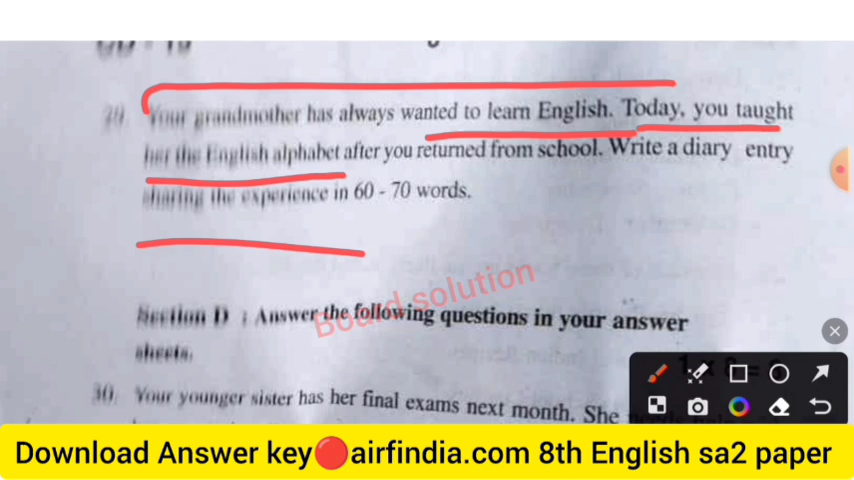 29. Your grandmother has always wanted to learn English. Today, you taught
her the English alphabet after you returned from school. Write a diary entry
sharing the experience in 60 - 70 words.
Board solution
Section D : Answer the following questions in your answer
sheets.
30. Your younger sister has her final exams next month. She
Download Answer key🔴airfindia.com 8th English sa2 paper